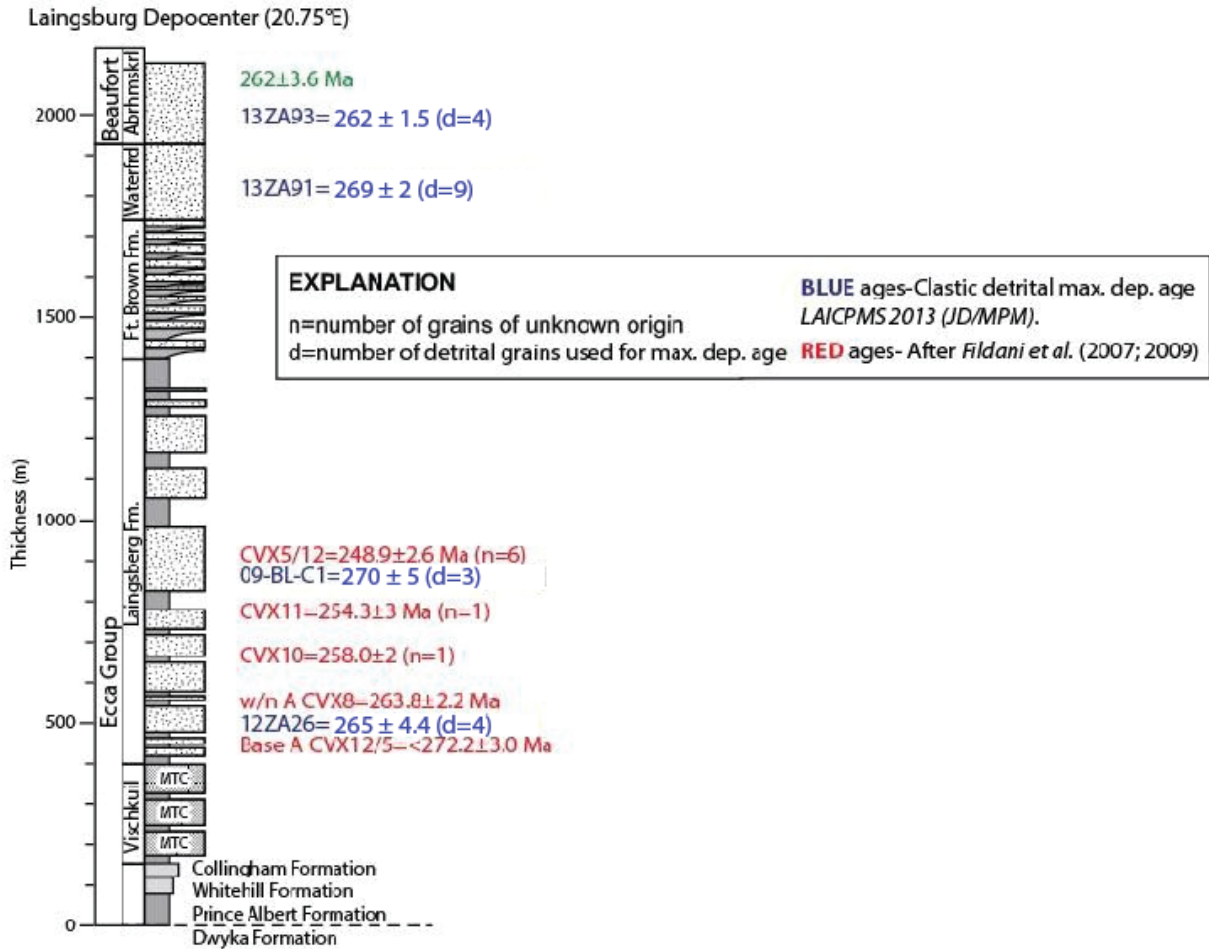 Laingsburg Depocenter (20.75°E)
Beaufort
Abrhmskrl
262±3.6 Ma
2000
13ZA93= 262 ± 1.5 (d=4)
Waterfrd
13ZA91= 269 ± 2 (d=9)
Ft. Brown Fm.
EXPLANATION
n=number of grains of unknown origin
d=number of detrital grains used for max. dep. age
BLUE ages-Clastic detrital max. dep. age
LAICPMS 2013 (JD/MPM).
RED ages- After Fildani et al. (2007; 2009)
1500
Thickness (m)
1000
Ecca Group
Laingsberg Fm.
CVX5/12=248.9±2.6 Ma (n=6)
09-BL-C1= 270 ± 5 (d=3)
CVX11=254.3±3 Ma (n=1)
CVX10=258.0±2 (n=1)
w/n A CVX8=263.8±2.2 Ma
500
12ZA26= 265 ± 4.4 (d=4)
Base A CVX12/5=<272.2±3.0 Ma
Vischkuil
MTC
MTC
MTC
Collingham Formation
Whitehill Formation
Prince Albert Formation
0
Dwyka Formation